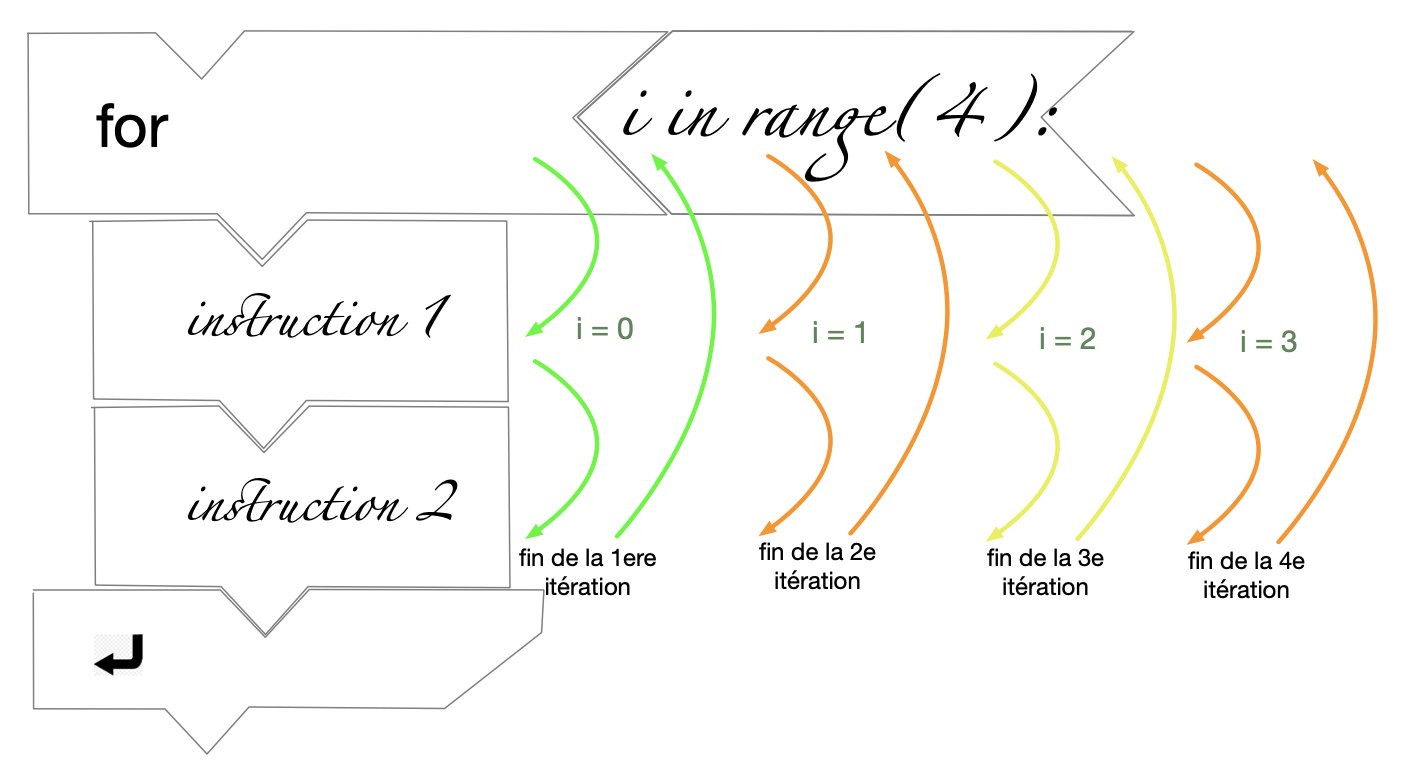 for i in range( 4 ):
instruction 1
i = 0
i = 1
i = 2
i = 3
instruction 2
fin de la 1ere
itération
fin de la 2e
itération
fin de la 3e
itération
fin de la 4e
itération